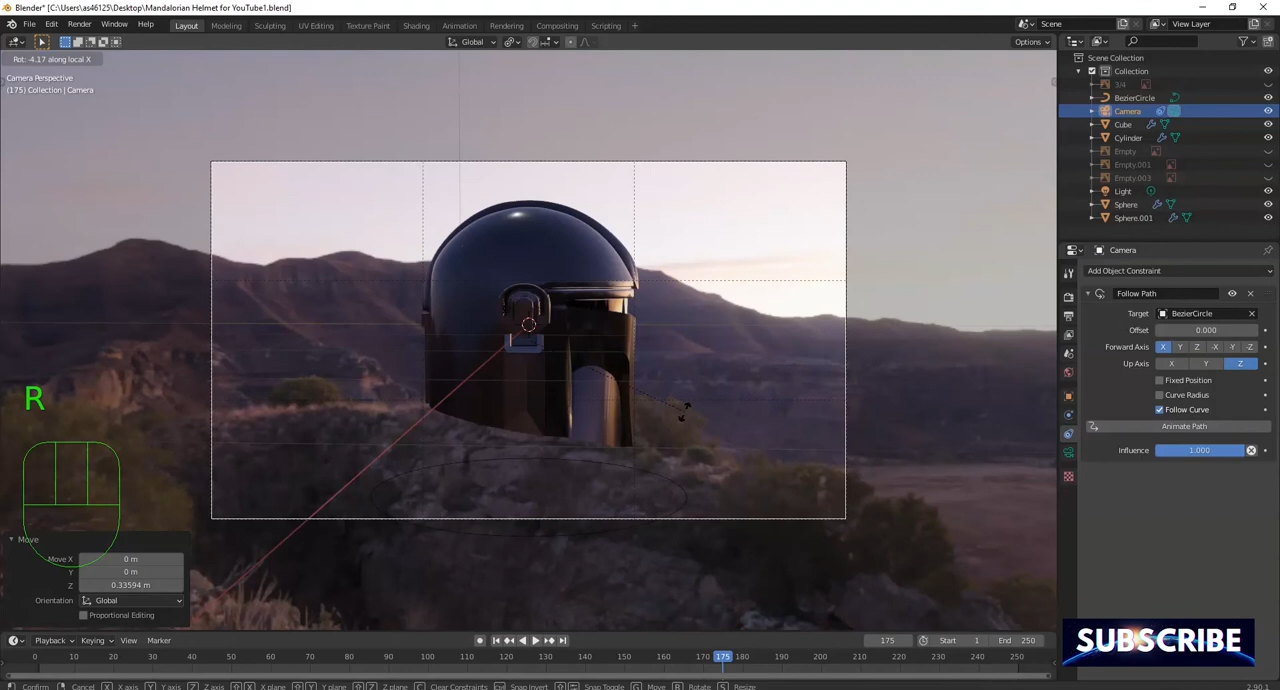 Blender* [C:\Users\as46125\Desktop\Mandalorian Helmet for YouTube1.blend]
File Edit Render Window Help Layout Modeling Sculpting UV Editing Texture Paint Shading Animation Rendering Compositing Scripting + Scene View Layer
Global Options
Rot: -4.17 along local X
Camera Perspective
(175) Collection | Camera
Scene Collection
Collection
3/4
BezierCircle
Camera
Cube
Cylinder
Empty
Empty.001
Empty.003
Light
Sphere
Sphere.001
Camera
Add Object Constraint
Follow Path
Target BezierCircle
Offset 0.000
Forward Axis X Y Z -X -Y -Z
Up Axis X Y Z
Fixed Position
Curve Radius
Follow Curve
Animate Path
Influence 1.000
R
Move
Move X 0 m
Y 0 m
Z 0.33594 m
Orientation Global
Proportional Editing
SUBSCRIBE
Playback Keying View Marker 175 Start 1 End 250
0 10 20 30 40 50 60 70 80 90 100 110 120 130 140 150 160 170 175 180 190 200 210 220 230 240 250
Confirm Cancel X X axis Y Y axis Z Z axis X X plane Y Y plane Z Z plane C Clear Constraints Snap Invert Snap Toggle G Move R Rotate S Resize 2.90.1